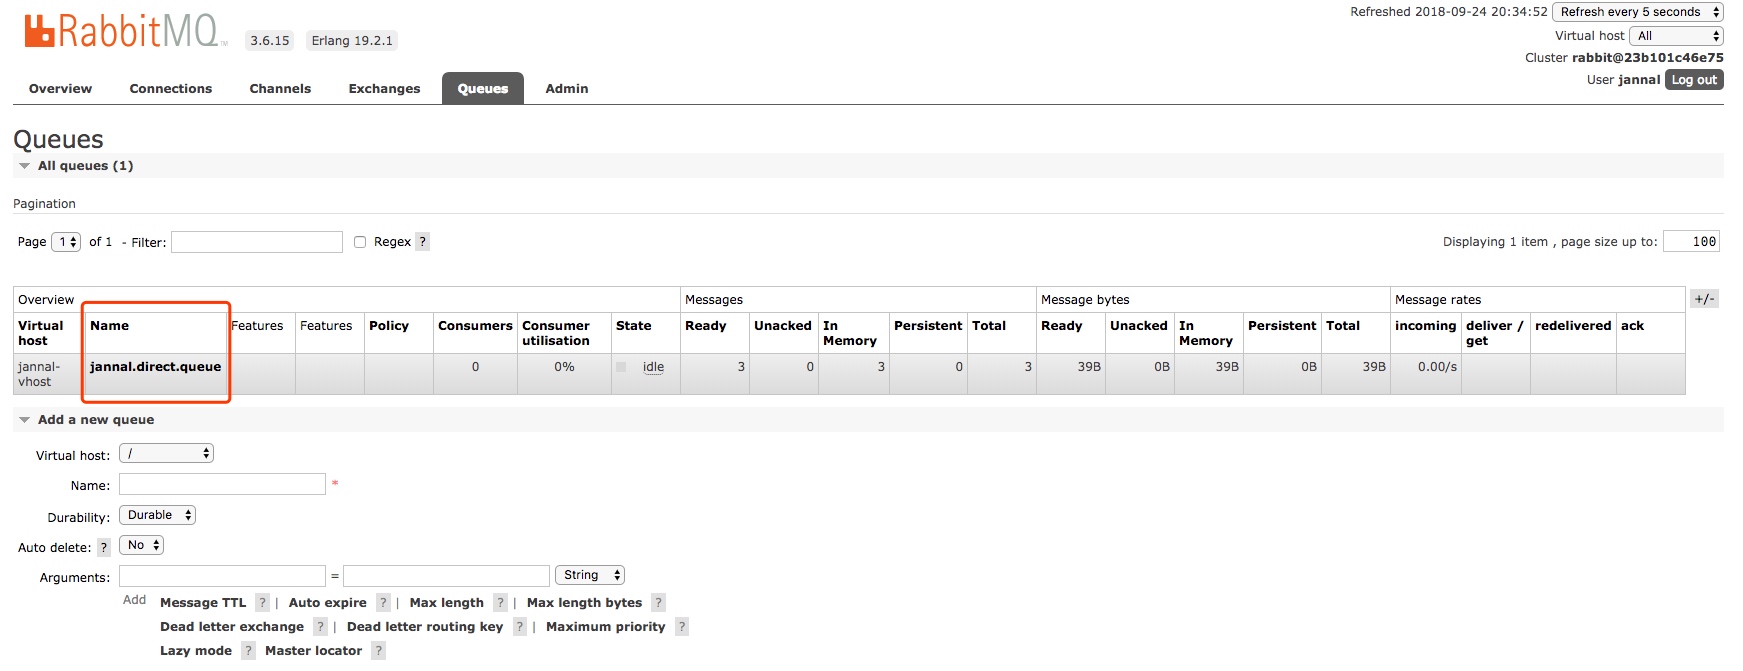 RabbitMQ TM 3.6.15 Erlang 19.2.1
Refreshed 2018-09-24 20:34:52 Refresh every 5 seconds
Virtual host All
Cluster rabbit@23b101c46e75
User jannal Log out
Overview Connections Channels Exchanges Queues Admin
Queues
All queues (1)
Pagination
Page 1 of 1 - Filter: Regex ? Displaying 1 item , page size up to: 100
Overview Messages Message bytes Message rates +/-
Virtual host Name Features Features Policy Consumers Consumer utilisation State Ready Unacked In Memory Persistent Total Ready Unacked In Memory Persistent Total incoming deliver / get redelivered ack
jannal-vhost jannal.direct.queue 0 0% idle 3 0 3 0 3 39B 0B 39B 0B 39B 0.00/s
Add a new queue
Virtual host: /
Name: *
Durability: Durable
Auto delete: ? No
Arguments: = String
Add Message TTL ? | Auto expire ? | Max length ? | Max length bytes ?
Dead letter exchange ? | Dead letter routing key ? | Maximum priority ?
Lazy mode ? Master locator ?